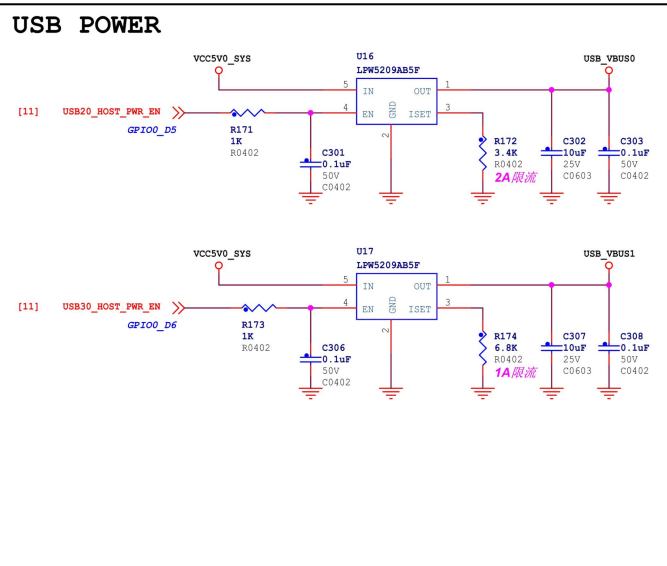 USB POWER
VCC5V0_SYS
U16
LPW5209AB5F
USB_VBUS0
5 IN OUT 1
[11] USB20_HOST_PWR_EN 4 EN GND ISET 3
GPIO0_D5
2
R171
1K
R0402
C301
0.1uF
50V
C0402
R172
3.4K
R0402
2A限流
C302
10uF
25V
C0603
C303
0.1uF
50V
C0402
VCC5V0_SYS
U17
LPW5209AB5F
USB_VBUS1
5 IN OUT 1
[11] USB30_HOST_PWR_EN 4 EN GND ISET 3
GPIO0_D6
2
R173
1K
R0402
C306
0.1uF
50V
C0402
R174
6.8K
R0402
1A限流
C307
10uF
25V
C0603
C308
0.1uF
50V
C0402